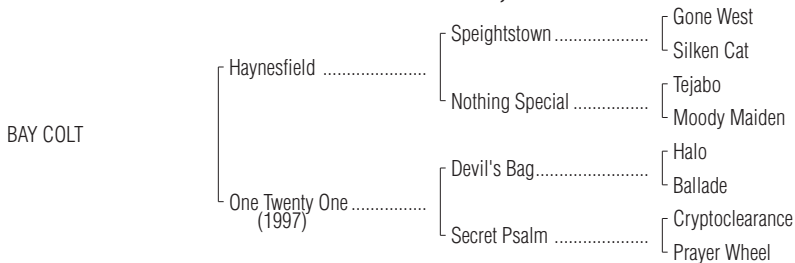 Gone West
Speightstown .....................
Silken Cat
Haynesfield .......................
Tejabo
Nothing Special .................
Moody Maiden
BAY COLT
Halo
Devil's Bag.........................
Ballade
One Twenty One .................
(1997)
Cryptoclearance
Secret Psalm .....................
Prayer Wheel